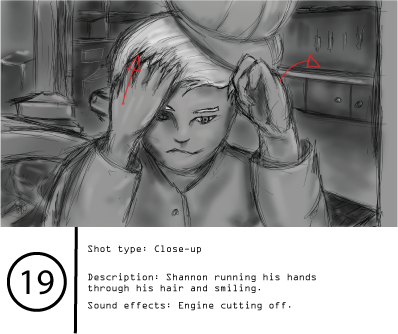 Shot type: Close-up
19
Description: Shannon running his hands
through his hair and smiling.
Sound effects: Engine cutting off.